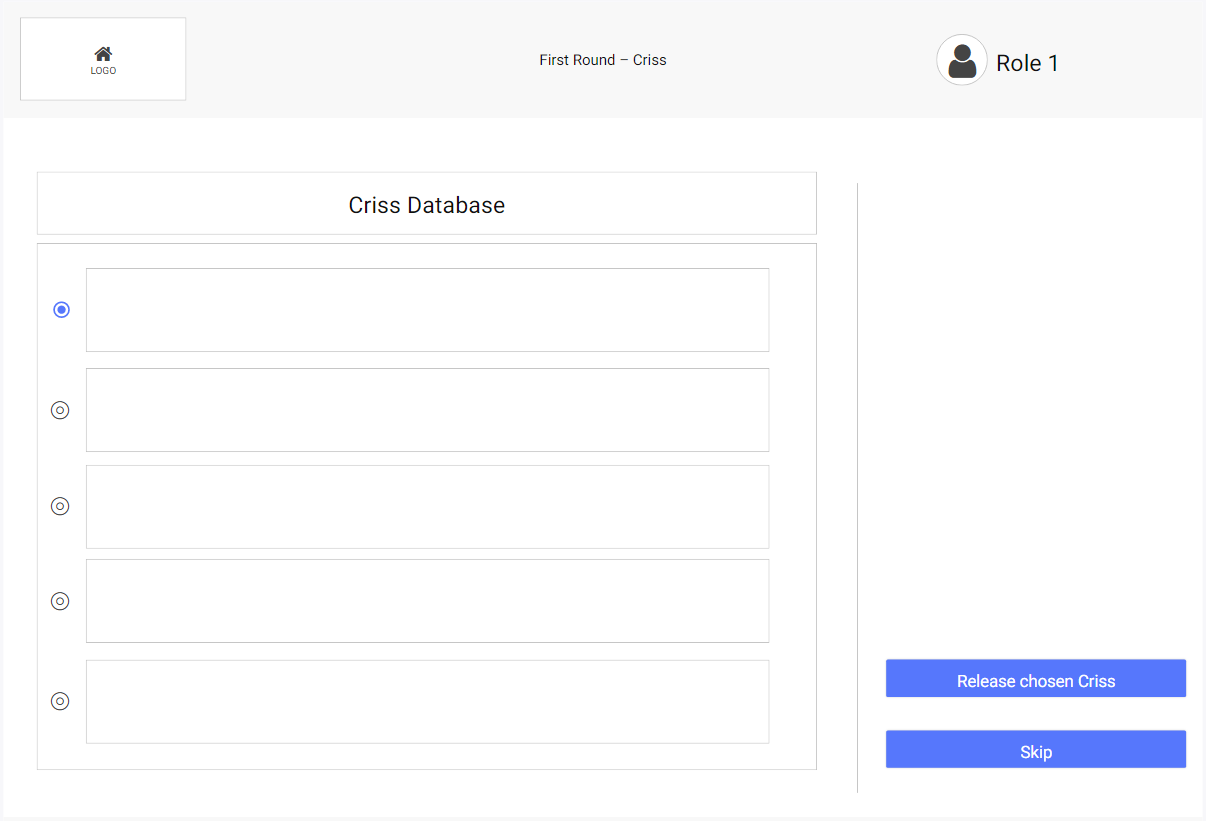 LOGO
First Round – Criss
Role 1
Criss Database
Release chosen Criss
Skip